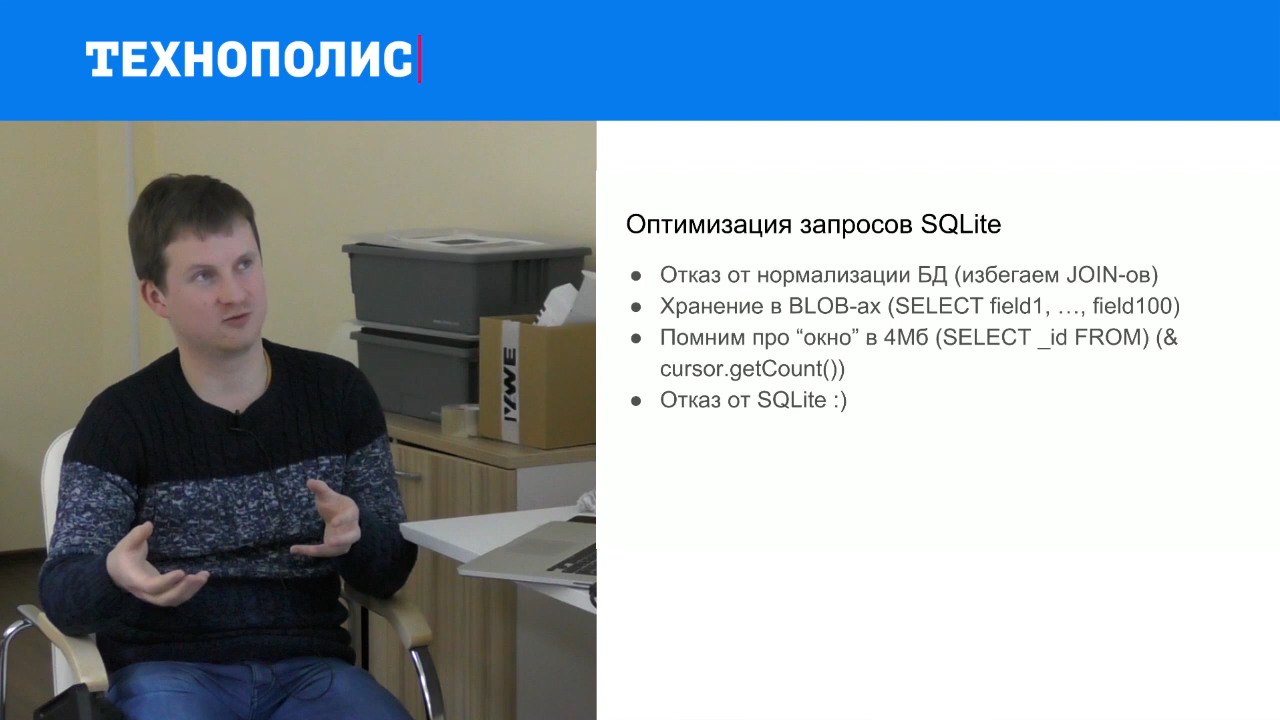 ТЕХНОПОЛИС
Оптимизация запросов SQLite
● Отказ от нормализации БД (избегаем JOIN-ов)
● Хранение в BLOB-ах (SELECT field1, …, field100)
● Помним про “окно” в 4Мб (SELECT _id FROM) (&
cursor.getCount())
● Отказ от SQLite :)